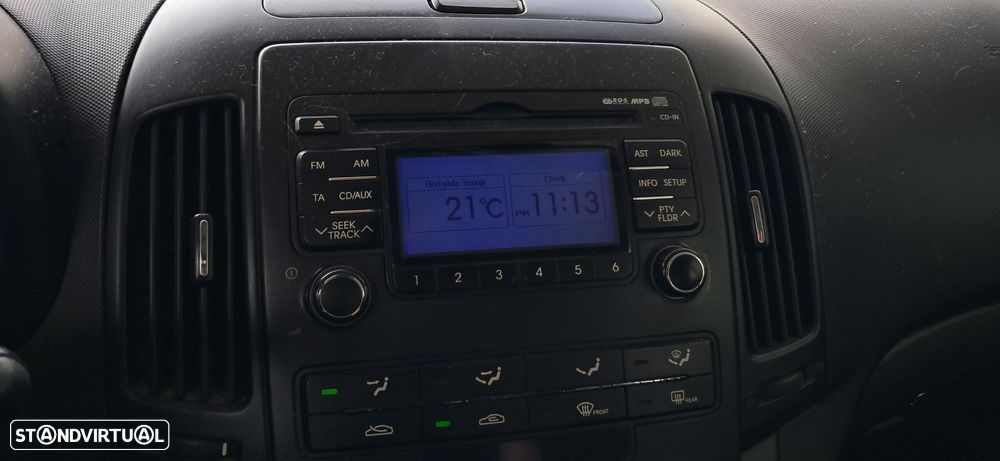 RDS MP3
CD-IN
FM AM
TA CD/AUX
SEEK
TRACK
Outside Temp
21°C
Clock
PM 11:13
AST DARK
INFO SETUP
PTY
FLDR
1 2 3 4 5 6
FRONT
REAR
STANDVIRTUAL